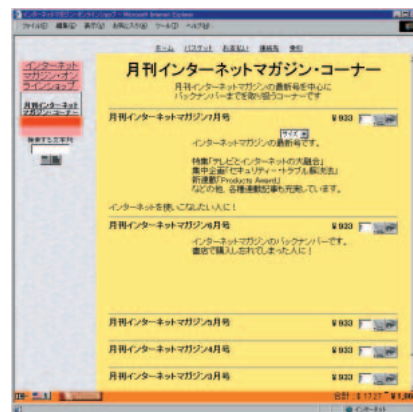 ホーム バスケット お支払い 連絡先 索引
インターネット
マガジン・オン
ラインショップ
月刊インターネット
マガジン・コーナー
検索する文字列
月刊インターネットマガジン・コーナー
月刊インターネットマガジンの最新号を中心に
バックナンバーまでを取り扱うコーナーです
月刊インターネットマガジン7月号 ¥ 933
サイズ
インターネットマガジンの最新号です。
特集「テレビとインターネットの大融合」
集中企画「セキュリティー・トラブル解決法」
新連載「Products Award」
などの他、各種連載記事も充実しています。
インターネットを使いこなしたい人に!
月刊インターネットマガジン6月号 ¥ 933
インターネットマガジンのバックナンバーです。
書店で購入し忘れてしまった人に!
月刊インターネットマガジン5月号 ¥ 933
月刊インターネットマガジン4月号 ¥ 933
月刊インターネットマガジン3月号 ¥ 933